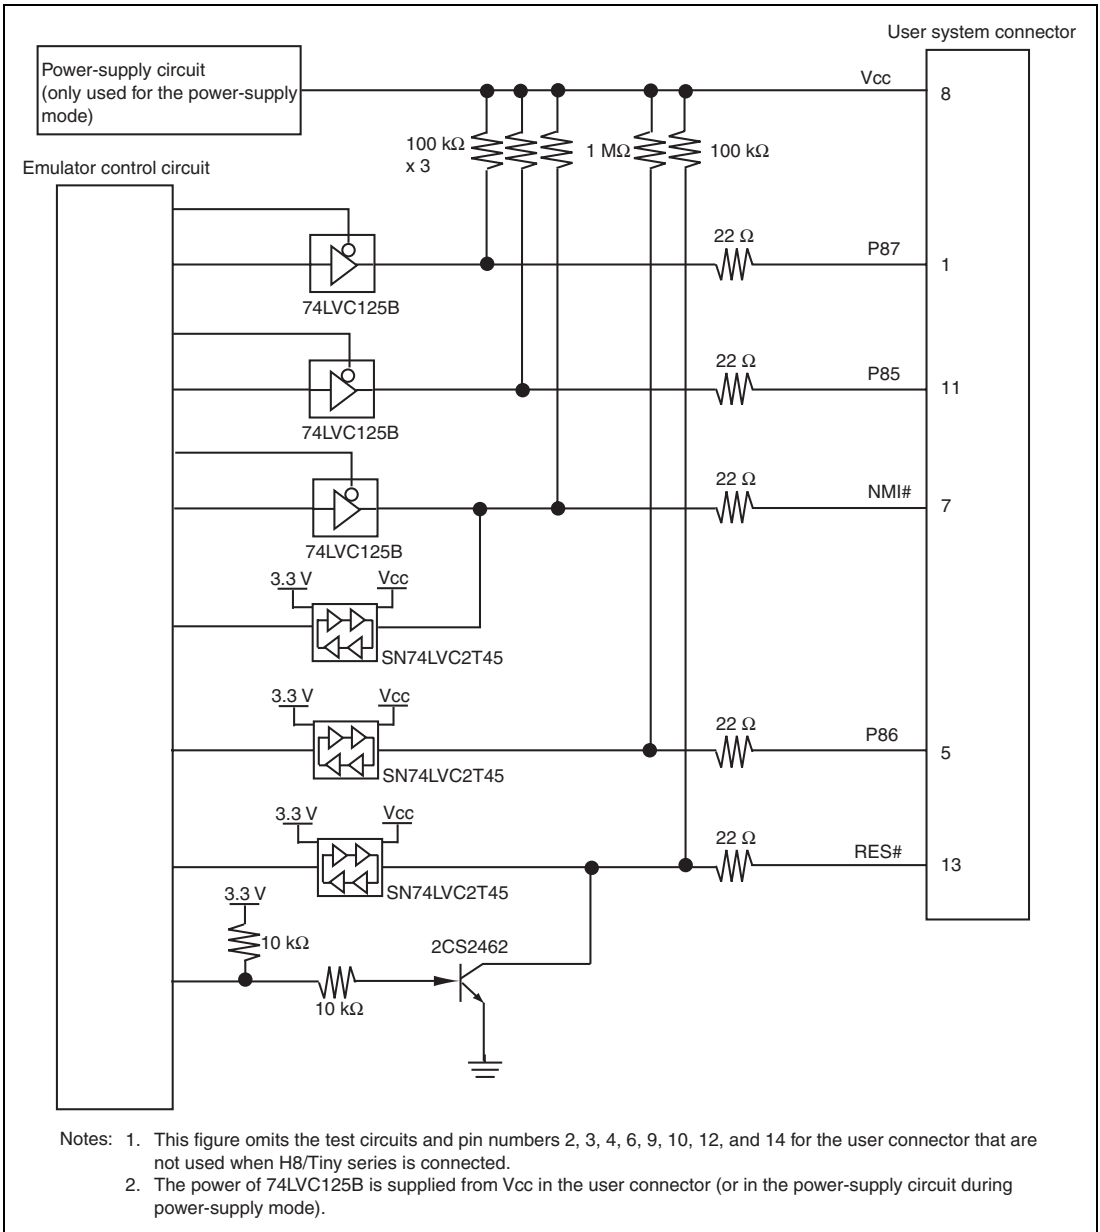 User system connector
Power-supply circuit
(only used for the power-supply
mode)
Vcc
8
100 kΩ
x 3
1 MΩ
100 kΩ
Emulator control circuit
22 Ω
P87
1
74LVC125B
22 Ω
P85
11
74LVC125B
22 Ω
NMI#
7
74LVC125B
3.3 V
Vcc
SN74LVC2T45
3.3 V
Vcc
22 Ω
P86
5
SN74LVC2T45
3.3 V
Vcc
22 Ω
RES#
13
SN74LVC2T45
3.3 V
10 kΩ
2CS2462
10 kΩ
Notes: 1. This figure omits the test circuits and pin numbers 2, 3, 4, 6, 9, 10, 12, and 14 for the user connector that are
not used when H8/Tiny series is connected.
2. The power of 74LVC125B is supplied from Vcc in the user connector (or in the power-supply circuit during
power-supply mode).